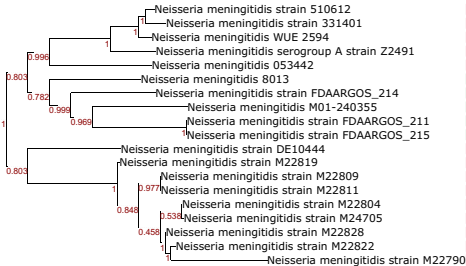 Neisseria meningitidis strain 510612
1
Neisseria meningitidis strain 331401
1
Neisseria meningitidis WUE 2594
1
Neisseria meningitidis serogroup A strain Z2491
0.996
Neisseria meningitidis 053442
0.803
Neisseria meningitidis 8013
0.782
Neisseria meningitidis strain FDAARGOS_214
0.999
Neisseria meningitidis M01-240355
0.969
Neisseria meningitidis strain FDAARGOS_211
1
Neisseria meningitidis strain FDAARGOS_215
1
Neisseria meningitidis strain DE10444
0.803
Neisseria meningitidis strain M22819
1
Neisseria meningitidis strain M22809
0.977
Neisseria meningitidis strain M22811
0.848
Neisseria meningitidis strain M22804
0.538
Neisseria meningitidis strain M24705
0.458
Neisseria meningitidis strain M22828
1
Neisseria meningitidis strain M22822
1
Neisseria meningitidis strain M22790